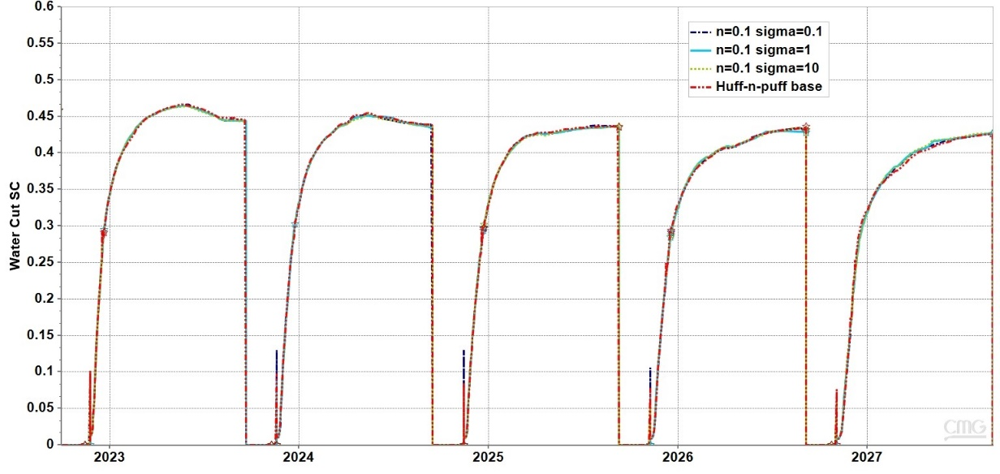 0.6
0.55
0.5
0.45
0.4
0.35
0.3
0.25
0.2
0.15
0.1
0.05
0
Water Cut SC
n=0.1 sigma=0.1
n=0.1 sigma=1
n=0.1 sigma=10
Huff-n-puff base
CMG
2023 2024 2025 2026 2027